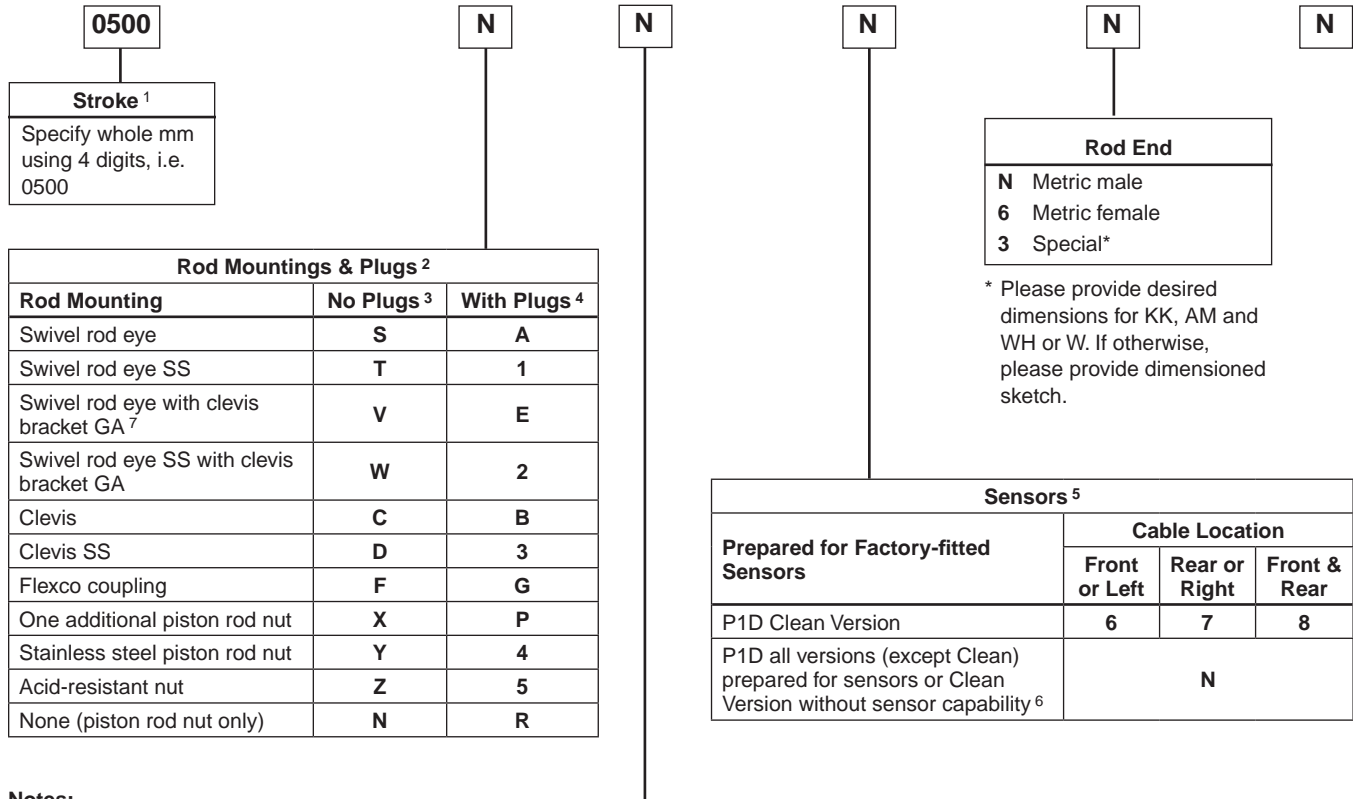 0500 N N N N N
Stroke 1
Specify whole mm
using 4 digits, i.e.
0500
Rod Mountings & Plugs 2
Rod Mounting No Plugs 3 With Plugs 4
Swivel rod eye S A
Swivel rod eye SS T 1
Swivel rod eye with clevis
bracket GA 7 V E
Swivel rod eye SS with clevis
bracket GA W 2
Clevis C B
Clevis SS D 3
Flexco coupling F G
One additional piston rod nut X P
Stainless steel piston rod nut Y 4
Acid-resistant nut Z 5
None (piston rod nut only) N R
Rod End
N Metric male
6 Metric female
3 Special*
* Please provide desired
dimensions for KK, AM and
WH or W. If otherwise,
please provide dimensioned
sketch.
Sensors 5
Prepared for Factory-fitted
Sensors
Cable Location
Front
or Left
Rear or
Right
Front &
Rear
P1D Clean Version 6 7 8
P1D all versions (except Clean)
prepared for sensors or Clean
Version without sensor capability 6
N
Notes: